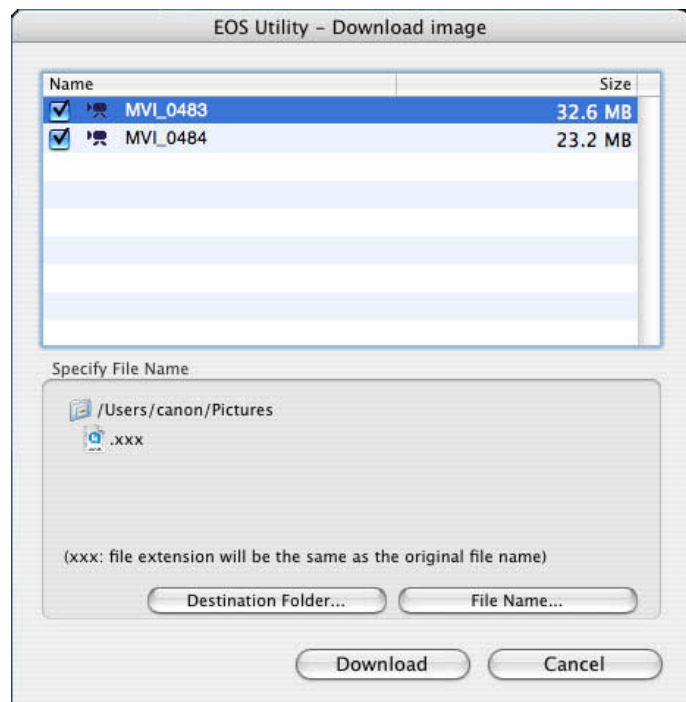 EOS Utility – Download image
Name Size
MVI_0483 32.6 MB
MVI_0484 23.2 MB
Specify File Name
/Users/canon/Pictures
.xxx
(xxx: file extension will be the same as the original file name)
Destination Folder... File Name...
Download Cancel